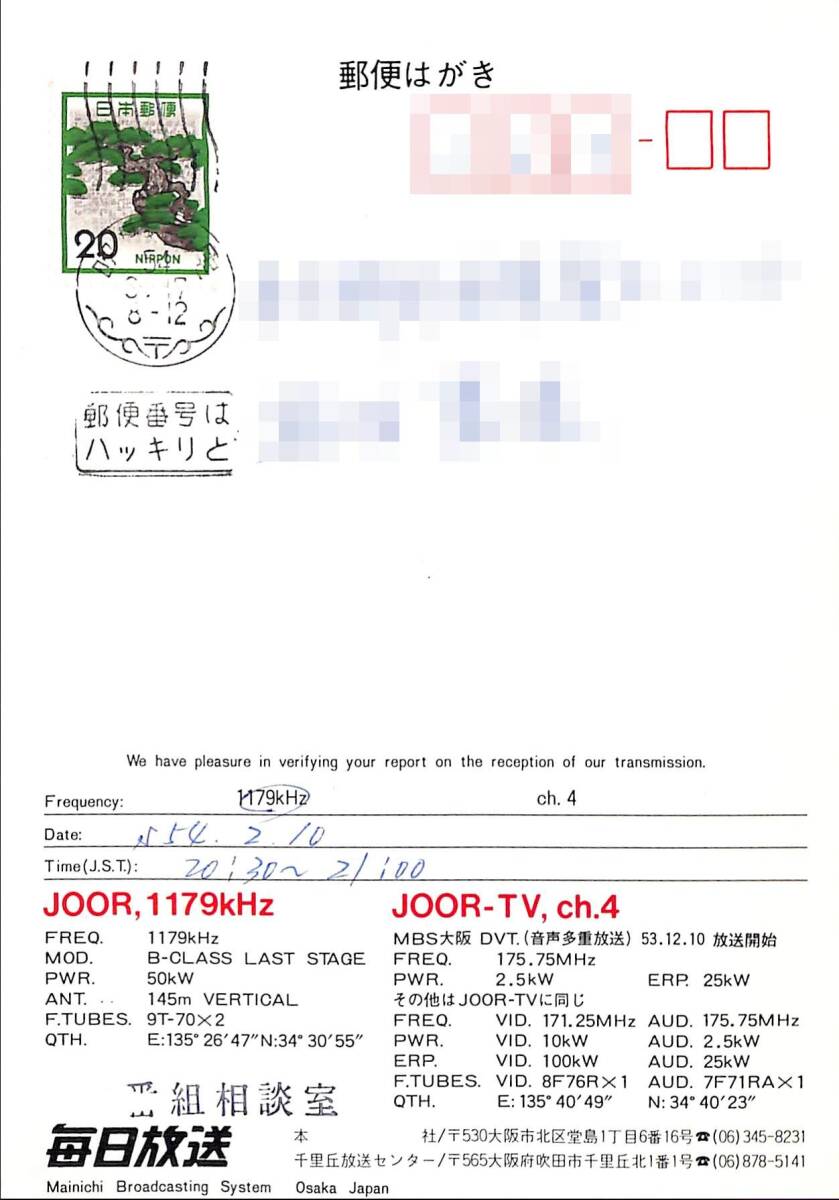 郵便はがき
日本郵便
20
NIPPON
54
8-12
〒
郵便番号は
ハッキリと
We have pleasure in verifying your report on the reception of our transmission.
Frequency: 1179kHz ch. 4
Date: S54. 2. 10
Time(J.S.T.): 20:30〜21:00
JOOR, 1179kHz
FREQ. 1179kHz
MOD. B-CLASS LAST STAGE
PWR. 50kW
ANT. 145m VERTICAL
F.TUBES. 9T-70×2
QTH. E:135° 26′47″N:34° 30′55″
JOOR-TV, ch.4
MBS大阪 DVT.(音声多重放送) 53.12.10 放送開始
FREQ. 175.75MHz
PWR. 2.5kW ERP. 25kW
その他はJOOR-TVに同じ
FREQ. VID. 171.25MHz AUD. 175.75MHz
PWR. VID. 10kW AUD. 2.5kW
ERP. VID. 100kW AUD. 25kW
F.TUBES. VID. 8F76R×1 AUD. 7F71RA×1
QTH. E: 135° 40′49″ N: 34° 40′23″
番組相談室
毎日放送
Mainichi Broadcasting System Osaka Japan
本 社/〒530大阪市北区堂島1丁目6番16号☎(06)345-8231
千里丘放送センター/〒565大阪府吹田市千里丘北1番1号☎(06)878-5141